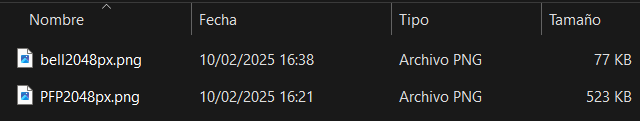 Nombre Fecha Tipo Tamaño
bell2048px.png 10/02/2025 16:38 Archivo PNG 77 KB
PFP2048px.png 10/02/2025 16:21 Archivo PNG 523 KB